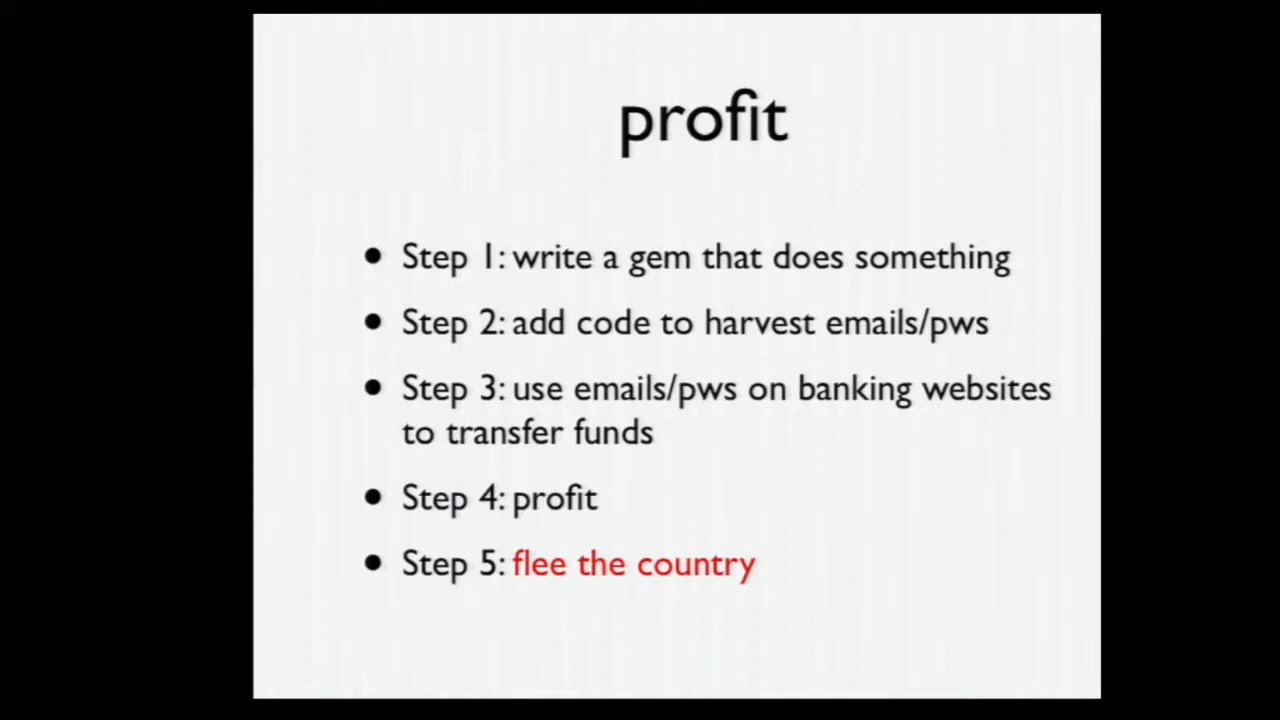 profit
• Step 1: write a gem that does something
• Step 2: add code to harvest emails/pws
• Step 3: use emails/pws on banking websites
to transfer funds
• Step 4: profit
• Step 5: flee the country